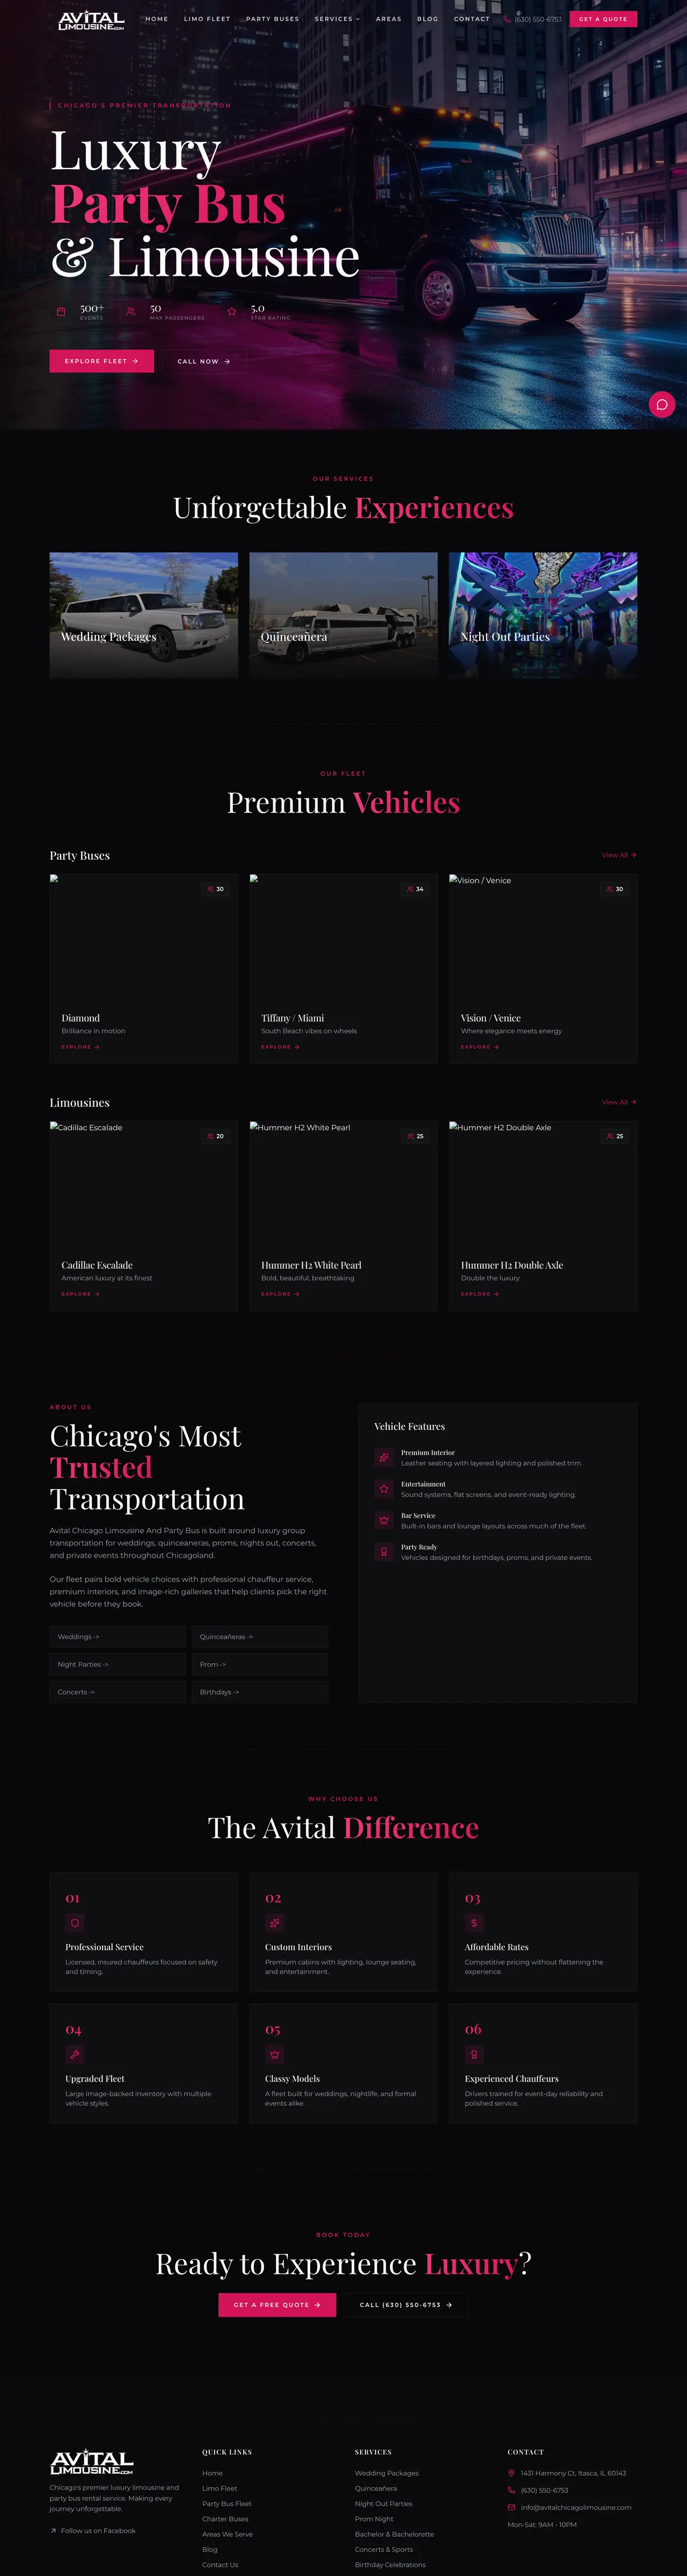 AVITAL
LIMOUSINE.COM
HOME LIMO FLEET PARTY BUSES SERVICES AREAS BLOG CONTACT (630) 550-6753 GET A QUOTE
CHICAGO'S PREMIER TRANSPORTATION
Luxury
Party Bus
& Limousine
500+ 50 5.0
EVENTS MAX PASSENGERS STAR RATING
EXPLORE FLEET → CALL NOW →
OUR SERVICES
Unforgettable Experiences
Wedding Packages Quinceañera Night Out Parties
OUR FLEET
Premium Vehicles
Party Buses View All →
30 34 Vision / Venice 30
Diamond Tiffany / Miami Vision / Venice
Brilliance in motion South Beach vibes on wheels Where elegance meets energy
EXPLORE → EXPLORE → EXPLORE →
Limousines View All →
Cadillac Escalade 20 Hummer H2 White Pearl 25 Hummer H2 Double Axle 25
Cadillac Escalade Hummer H2 White Pearl Hummer H2 Double Axle
American luxury at its finest Bold, beautiful, breathtaking Double the luxury
EXPLORE → EXPLORE → EXPLORE →
ABOUT US
Chicago's Most
Trusted
Transportation
Avital Chicago Limousine And Party Bus is built around luxury group
transportation for weddings, quinceaneras, proms, nights out, concerts,
and private events throughout Chicagoland.
Our fleet pairs bold vehicle choices with professional chauffeur service,
premium interiors, and image-rich galleries that help clients pick the right
vehicle before they book.
Weddings -> Quinceañeras ->
Night Parties -> Prom ->
Concerts -> Birthdays ->
Vehicle Features
Premium Interior
Leather seating with layered lighting and polished trim.
Entertainment
Sound systems, flat screens, and event-ready lighting.
Bar Service
Built-in bars and lounge layouts across much of the fleet.
Party Ready
Vehicles designed for birthdays, proms, and private events.
WHY CHOOSE US
The Avital Difference
01
Professional Service
Licensed, insured chauffeurs focused on safety
and timing.
02
Custom Interiors
Premium cabins with lighting, lounge seating,
and entertainment.
03
Affordable Rates
Competitive pricing without flattening the
experience.
04
Upgraded Fleet
Large image-backed inventory with multiple
vehicle styles.
05
Classy Models
A fleet built for weddings, nightlife, and formal
events alike.
06
Experienced Chauffeurs
Drivers trained for event-day reliability and
polished service.
BOOK TODAY
Ready to Experience Luxury?
GET A FREE QUOTE → CALL (630) 550-6753 →
AVITAL
LIMOUSINE.COM
Chicago's premier luxury limousine and
party bus rental service. Making every
journey unforgettable.
Follow us on Facebook
QUICK LINKS
Home
Limo Fleet
Party Bus Fleet
Charter Buses
Areas We Serve
Blog
Contact Us
SERVICES
Wedding Packages
Quinceañera
Night Out Parties
Prom Night
Bachelor & Bachelorette
Concerts & Sports
Birthday Celebrations
CONTACT
1431 Harmony Ct, Itasca, IL 60143
(630) 550-6753
info@avitalchicagolimousine.com
Mon-Sat: 9AM - 10PM